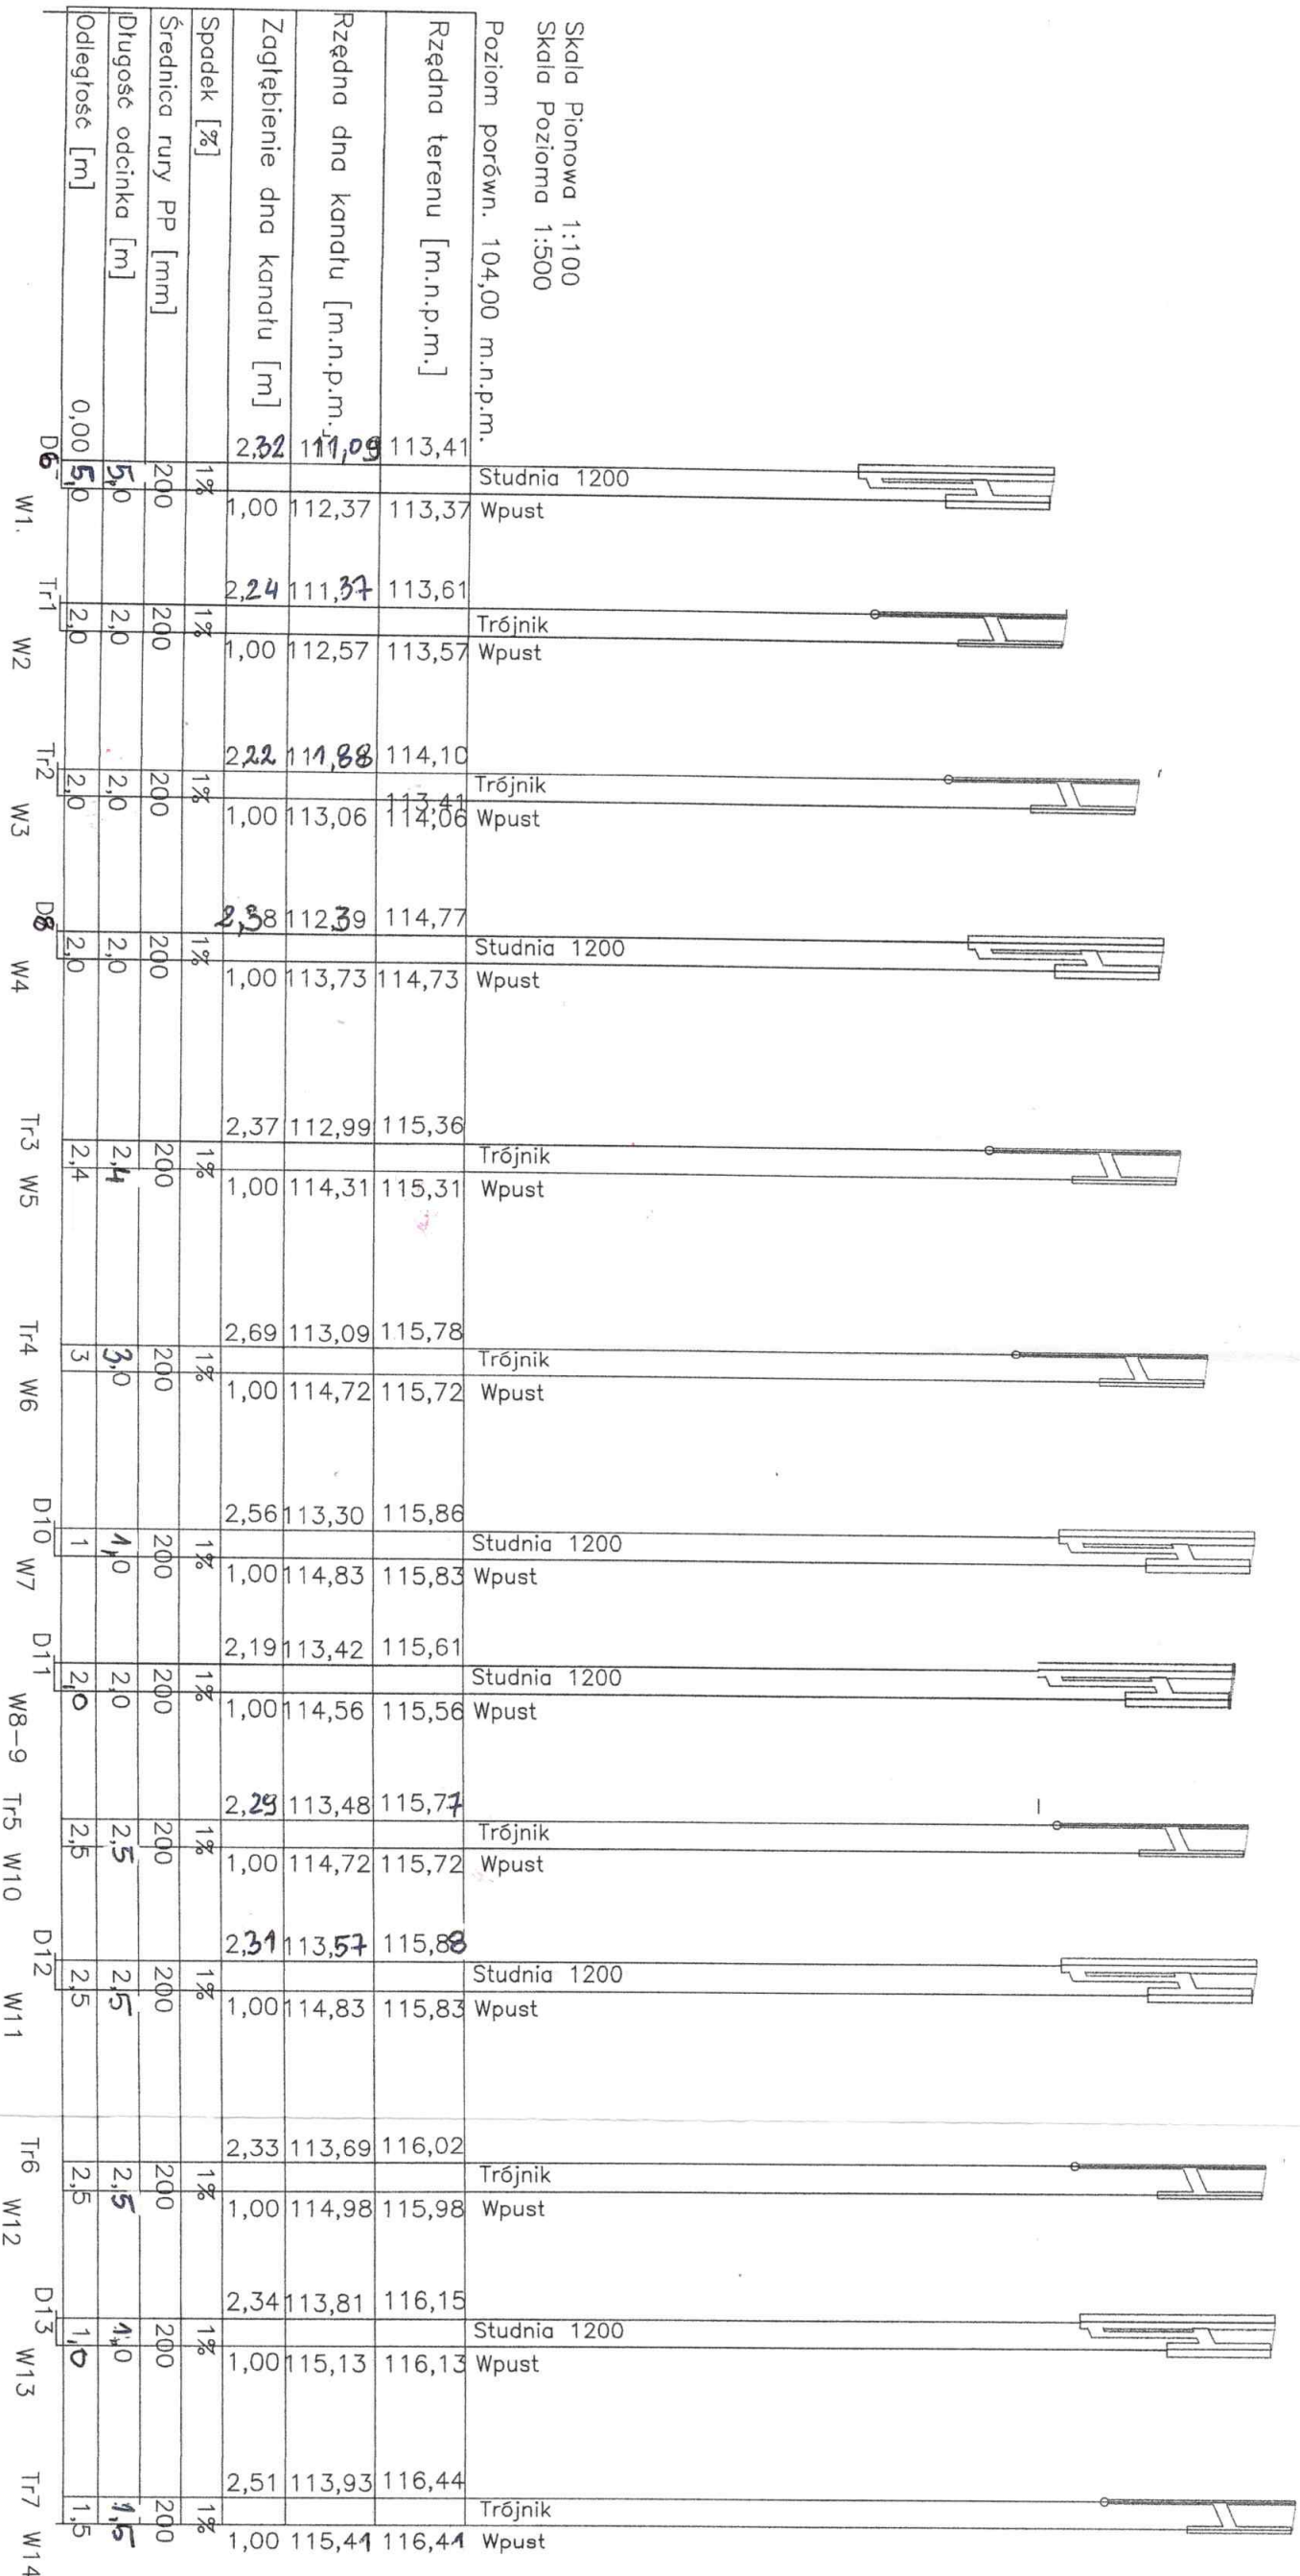 Skala Pionowa 1:100
Skala Pozioma 1:500
Poziom porówn. 104,00 m.n.p.m.
Rzędna terenu [m.n.p.m.]
Rzędna dna kanału [m.n.p.m.]
Zagłębienie dna kanału [m]
Spadek [%]
Średnica rury PP [mm]
Długość odcinka [m]
Odległość [m]
0,00
2,32 111,09 113,41
Studnia 1200
D6 5,0 5,0 200 1%
W1. 1,00 112,37 113,37 Wpust
2,24 111,37 113,61
Trójnik
Tr1 2,0 2,0 200 1%
W2 1,00 112,57 113,57 Wpust
2,22 111,88 114,10
Trójnik
Tr2 2,0 2,0 200 1%
113,41
W3 1,00 113,06 114,06 Wpust
2,38 112,39 114,77
Studnia 1200
D8 2,0 2,0 200 1%
W4 1,00 113,73 114,73 Wpust
2,37 112,99 115,36
Trójnik
Tr3 2,4 2,4 200 1%
W5 1,00 114,31 115,31 Wpust
2,69 113,09 115,78
Trójnik
Tr4 3 3,0 200 1%
W6 1,00 114,72 115,72 Wpust
2,56 113,30 115,86
Studnia 1200
D10 1 1,0 200 1%
W7 1,00 114,83 115,83 Wpust
2,19 113,42 115,61
Studnia 1200
D11 2,0 2,0 200 1%
W8-9 1,00 114,56 115,56 Wpust
2,29 113,48 115,77
Trójnik
Tr5 2,5 2,5 200 1%
W10 1,00 114,72 115,72 Wpust
2,31 113,57 115,88
Studnia 1200
D12 2,5 2,5 200 1%
W11 1,00 114,83 115,83 Wpust
2,33 113,69 116,02
Trójnik
Tr6 2,5 2,5 200 1%
W12 1,00 114,98 115,98 Wpust
2,34 113,81 116,15
Studnia 1200
D13 1,0 1,0 200 1%
W13 1,00 115,13 116,13 Wpust
2,51 113,93 116,44
Trójnik
Tr7 1,5 1,5 200 1%
W14 1,00 115,41 116,41 Wpust